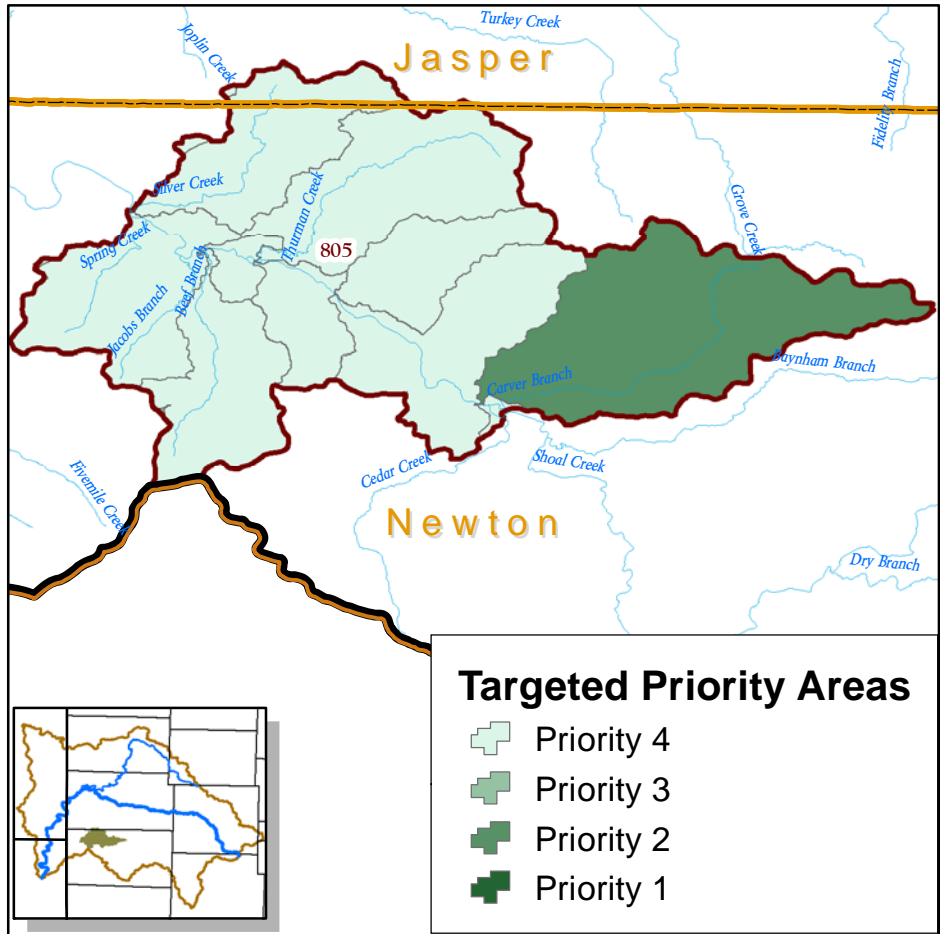 Turkey Creek
Joplin Creek
Jasper
Fidelity Branch
Silver Creek
Thurman Creek
Grove Creek
Spring Creek
805
Beef Branch
Jacobs Branch
Baynham Branch
Carver Branch
Cedar Creek
Shoal Creek
Fivemile Creek
Newton
Dry Branch
Targeted Priority Areas
Priority 4
Priority 3
Priority 2
Priority 1